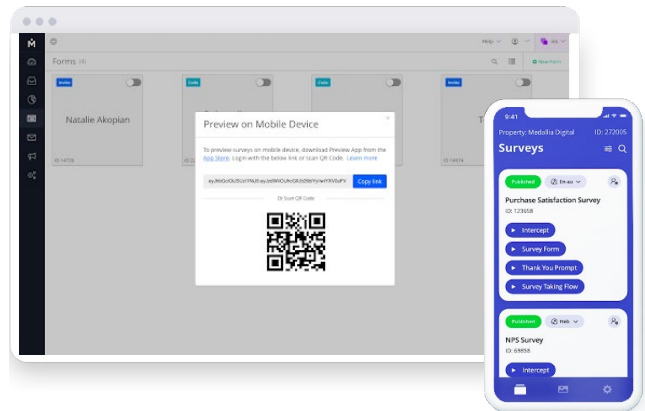 Help
Forms (4)
New Form
Invite
Code
Code
Invite
Natalie Akopian
ID: 14728
Preview on Mobile Device
To preview surveys on mobile device, download Preview App from the
App Store. Login with the below link or scan QR Code. Learn more
Copy link
Or Scan QR Code
9:41
Property: Medallia Digital ID: 272005
Surveys
Published En-au
Purchase Satisfaction Survey
ID: 123658
Intercept
Survey Form
Thank You Prompt
Survey Taking Flow
Published Heb
NPS Survey
ID: 69858
Intercept